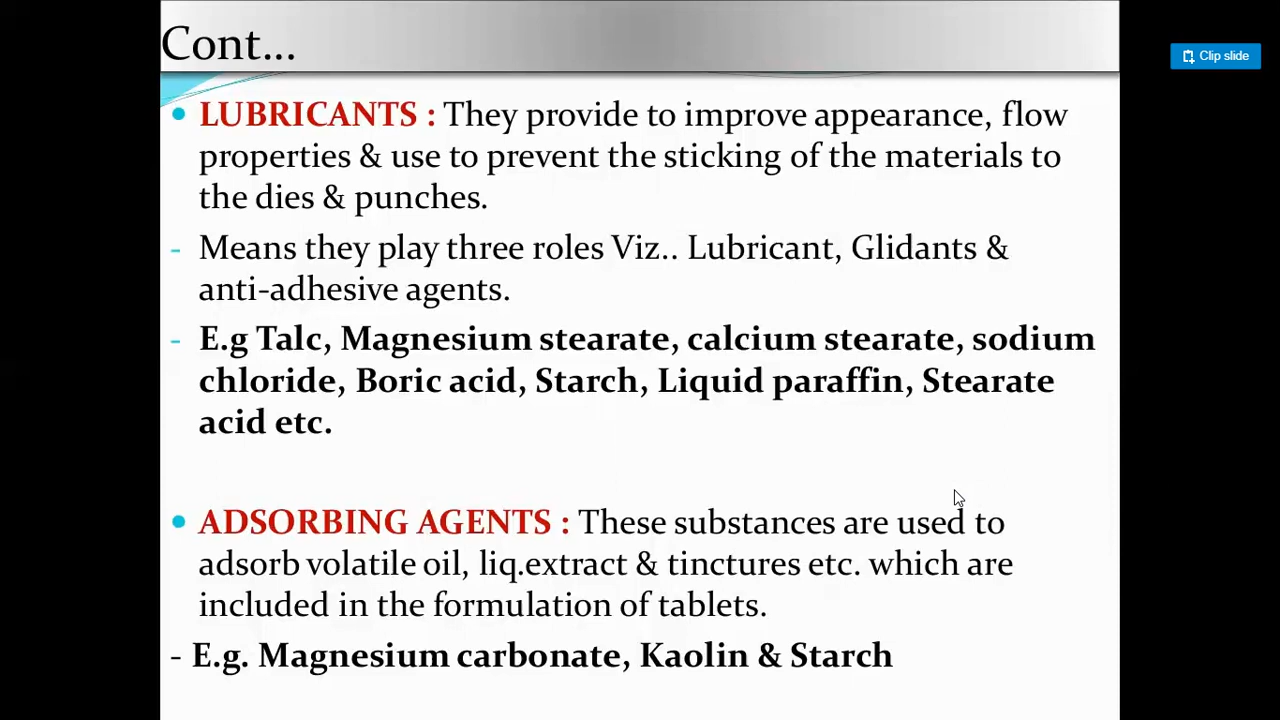 Cont...
Clip slide
• LUBRICANTS : They provide to improve appearance, flow
properties & use to prevent the sticking of the materials to
the dies & punches.
- Means they play three roles Viz.. Lubricant, Glidants &
anti-adhesive agents.
- E.g Talc, Magnesium stearate, calcium stearate, sodium
chloride, Boric acid, Starch, Liquid paraffin, Stearate
acid etc.
• ADSORBING AGENTS : These substances are used to
adsorb volatile oil, liq.extract & tinctures etc. which are
included in the formulation of tablets.
- E.g. Magnesium carbonate, Kaolin & Starch